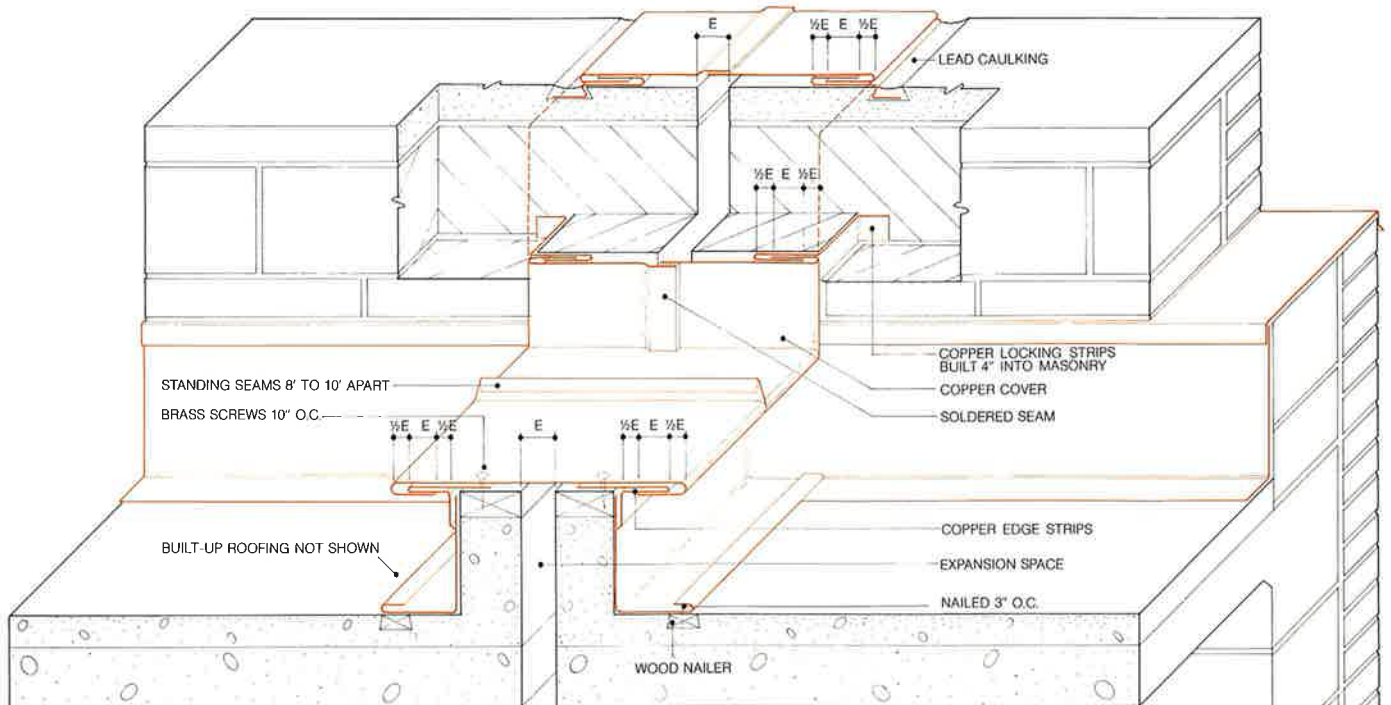 E
½E E ½E
LEAD CAULKING
½E E ½E
COPPER LOCKING STRIPS
BUILT 4" INTO MASONRY
STANDING SEAMS 8' TO 10' APART
COPPER COVER
BRASS SCREWS 10" O.C.
SOLDERED SEAM
½E E ½E
E
½E E ½E
COPPER EDGE STRIPS
BUILT-UP ROOFING NOT SHOWN
EXPANSION SPACE
NAILED 3" O.C.
WOOD NAILER